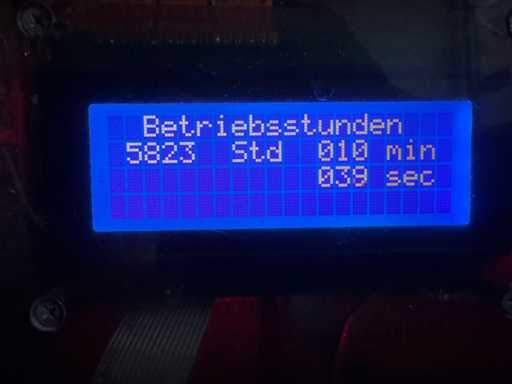 Betriebsstunden
5823 Std 010 min
039 sec